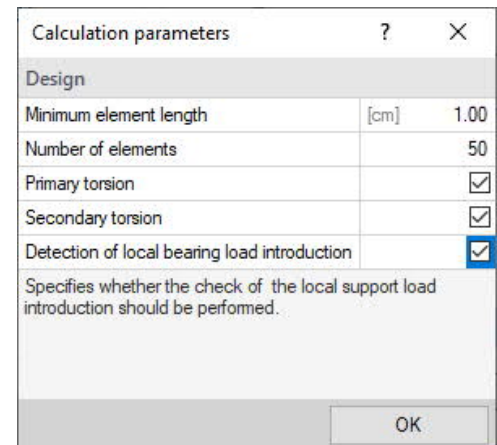 Calculation parameters ?
Design
Minimum element length [cm] 1.00
Number of elements 50
Primary torsion
Secondary torsion
Detection of local bearing load introduction
Specifies whether the check of the local support load
introduction should be performed.
OK